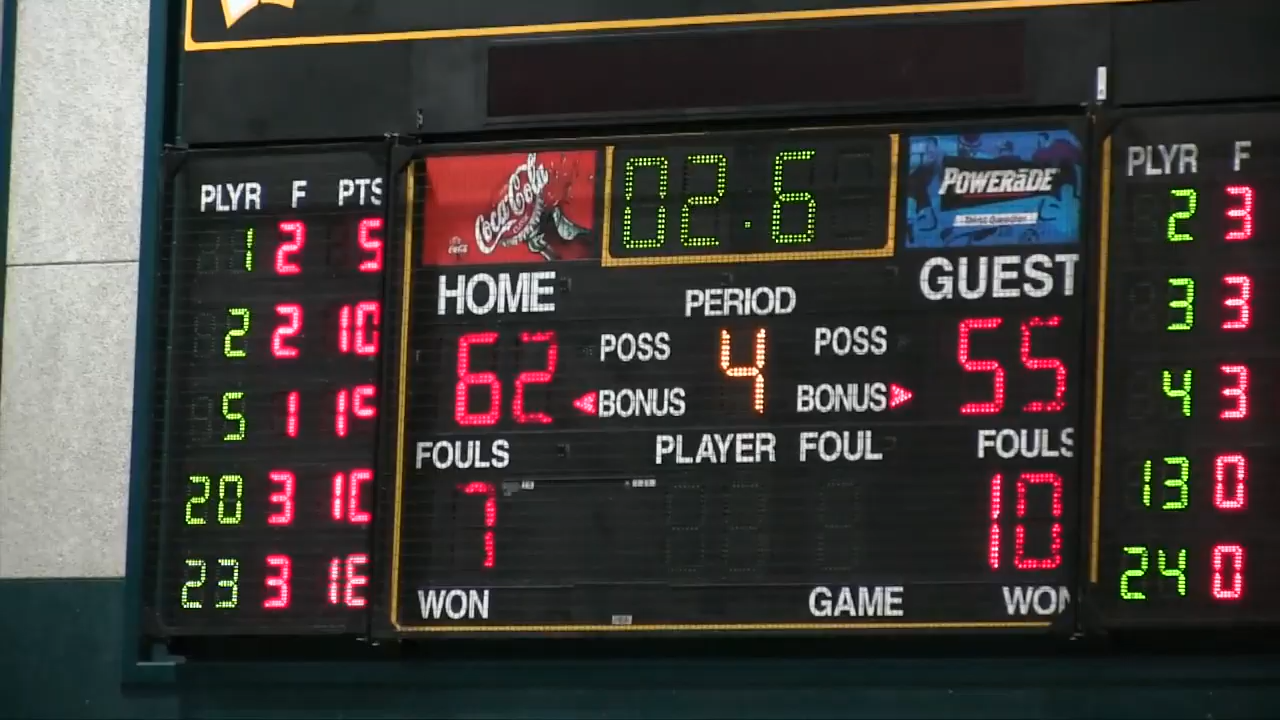 02.6
Coca-Cola
POWERADE
HOME PERIOD GUEST
62 POSS 4 POSS 55
BONUS BONUS
FOULS PLAYER FOUL FOULS
7 10
WON GAME WON
PLYR F PTS
1 2 5
2 2 10
5 1
20 3
23 3
PLYR F
2 3
3 3
4 3
13 0
24 0